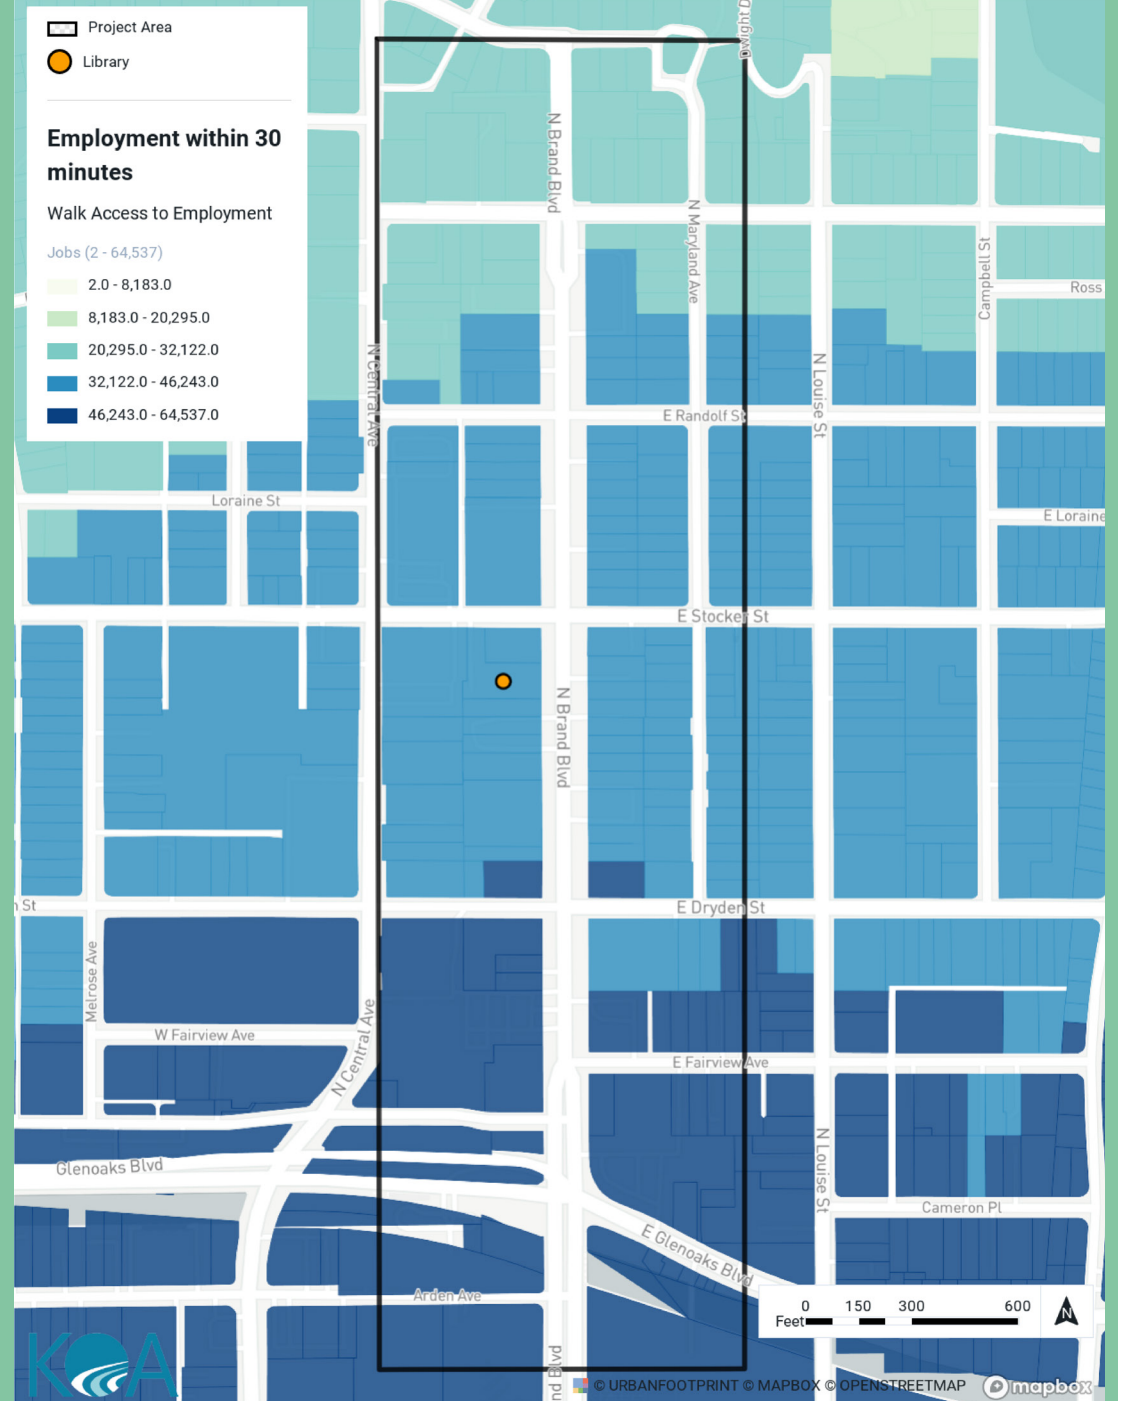 Project Area
Library
Employment within 30
minutes
Walk Access to Employment
Jobs (2 - 64,537)
2.0 - 8,183.0
8,183.0 - 20,295.0
20,295.0 - 32,122.0
32,122.0 - 46,243.0
46,243.0 - 64,537.0
Dwight D
N Brand Blvd
N Maryland Ave
Campbell St
Ross
N Central Ave
N Louise St
E Randolf St
Loraine St
E Loraine
E Stocker St
N Brand Blvd
n St
E Dryden St
Melrose Ave
W Fairview Ave
N Central Ave
E Fairview Ave
Glenoaks Blvd
N Louise St
Cameron Pl
E Glenoaks Blvd
Arden Ave
0 150 300 600
Feet
N
nd Blvd
KOA
© URBANFOOTPRINT © MAPBOX © OPENSTREETMAP
mapbox